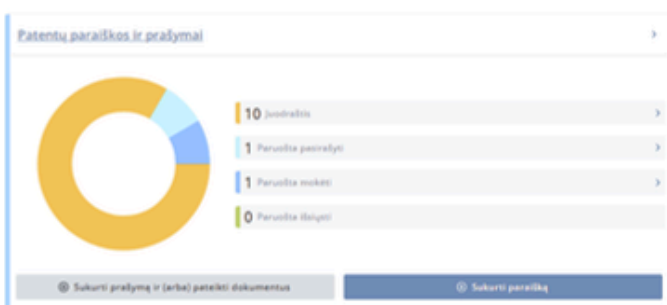 Patentų paraiškos ir prašymai
10 Juodraštis
1 Paruošta pasirašyti
1 Paruošta mokėti
0 Paruošta išsiųsti
Sukurti prašymą ir (arba) pateikti dokumentus
Sukurti paraišką